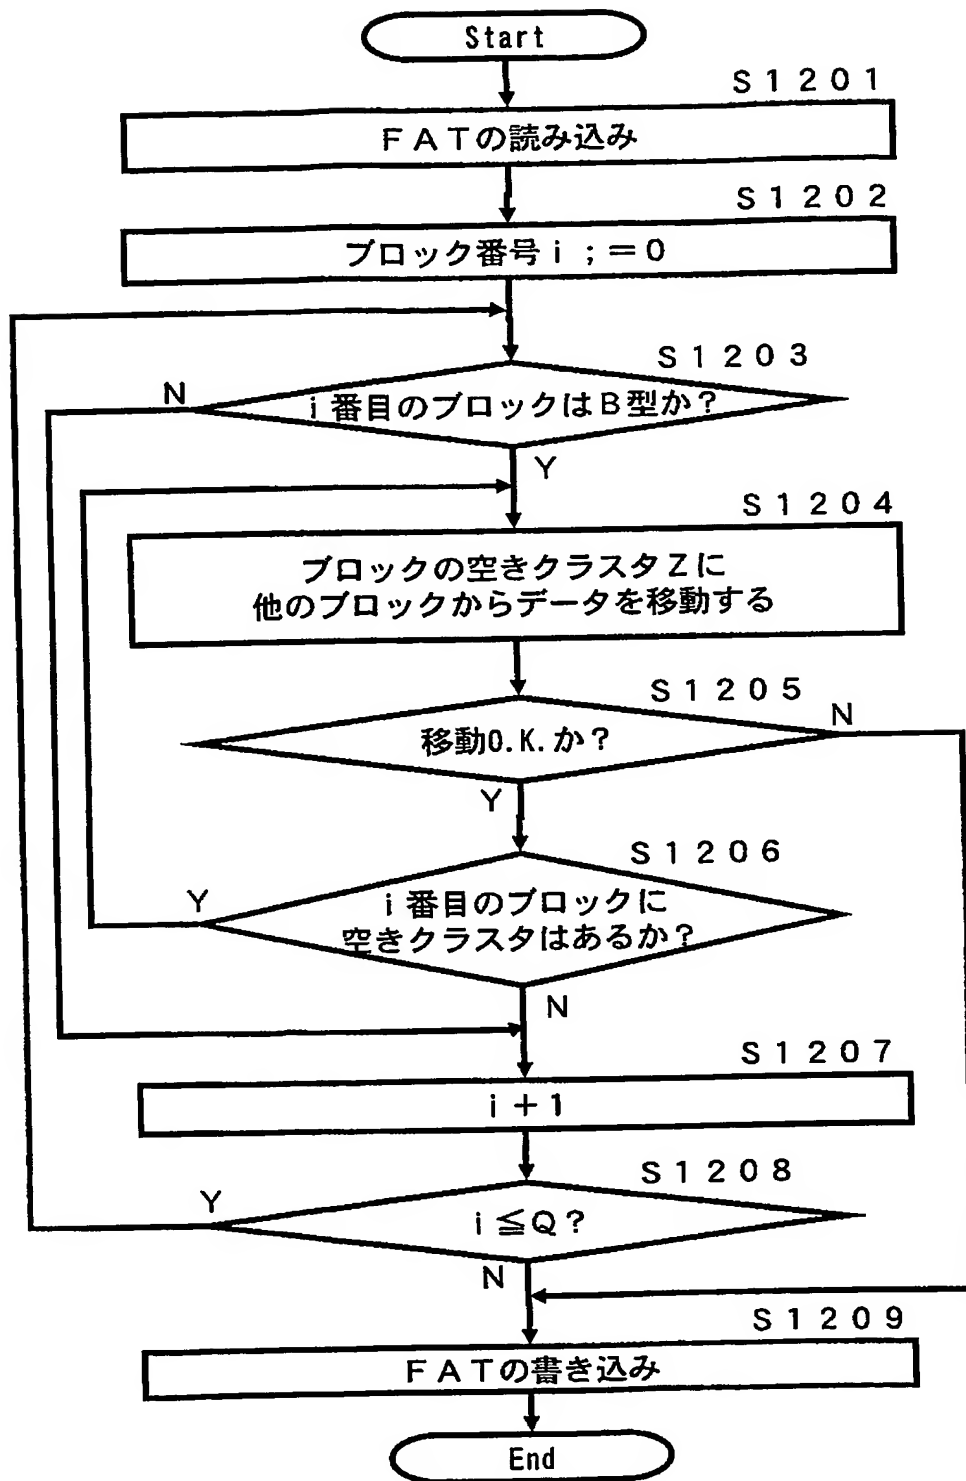 Start
S1201
FATの読み込み
S1202
ブロック番号i;=0
S1203
N
i番目のブロックはB型か?
Y
S1204
ブロックの空きクラスタZに
他のブロックからデータを移動する
S1205
N
移動O.K.か?
Y
S1206
Y
i番目のブロックに
空きクラスタはあるか?
N
S1207
i+1
S1208
Y
i≦Q?
N
S1209
FATの書き込み
End